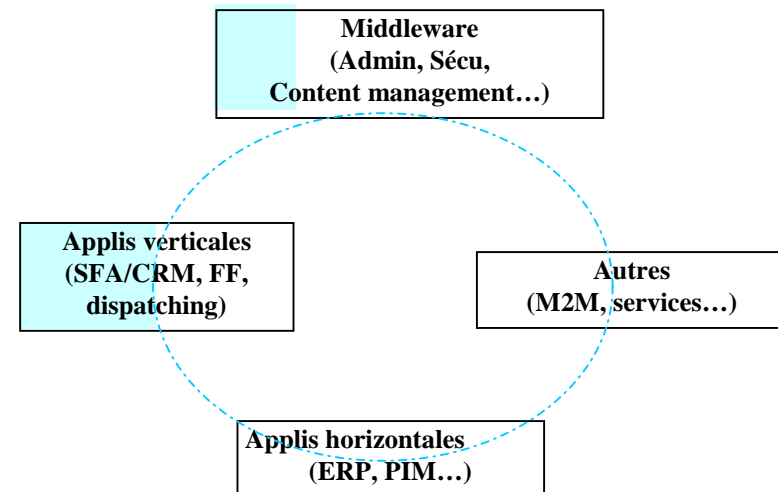 Middleware
(Admin, Sécu,
Content management…)
Applis verticales
(SFA/CRM, FF,
dispatching)
Autres
(M2M, services…)
Applis horizontales
(ERP, PIM…)